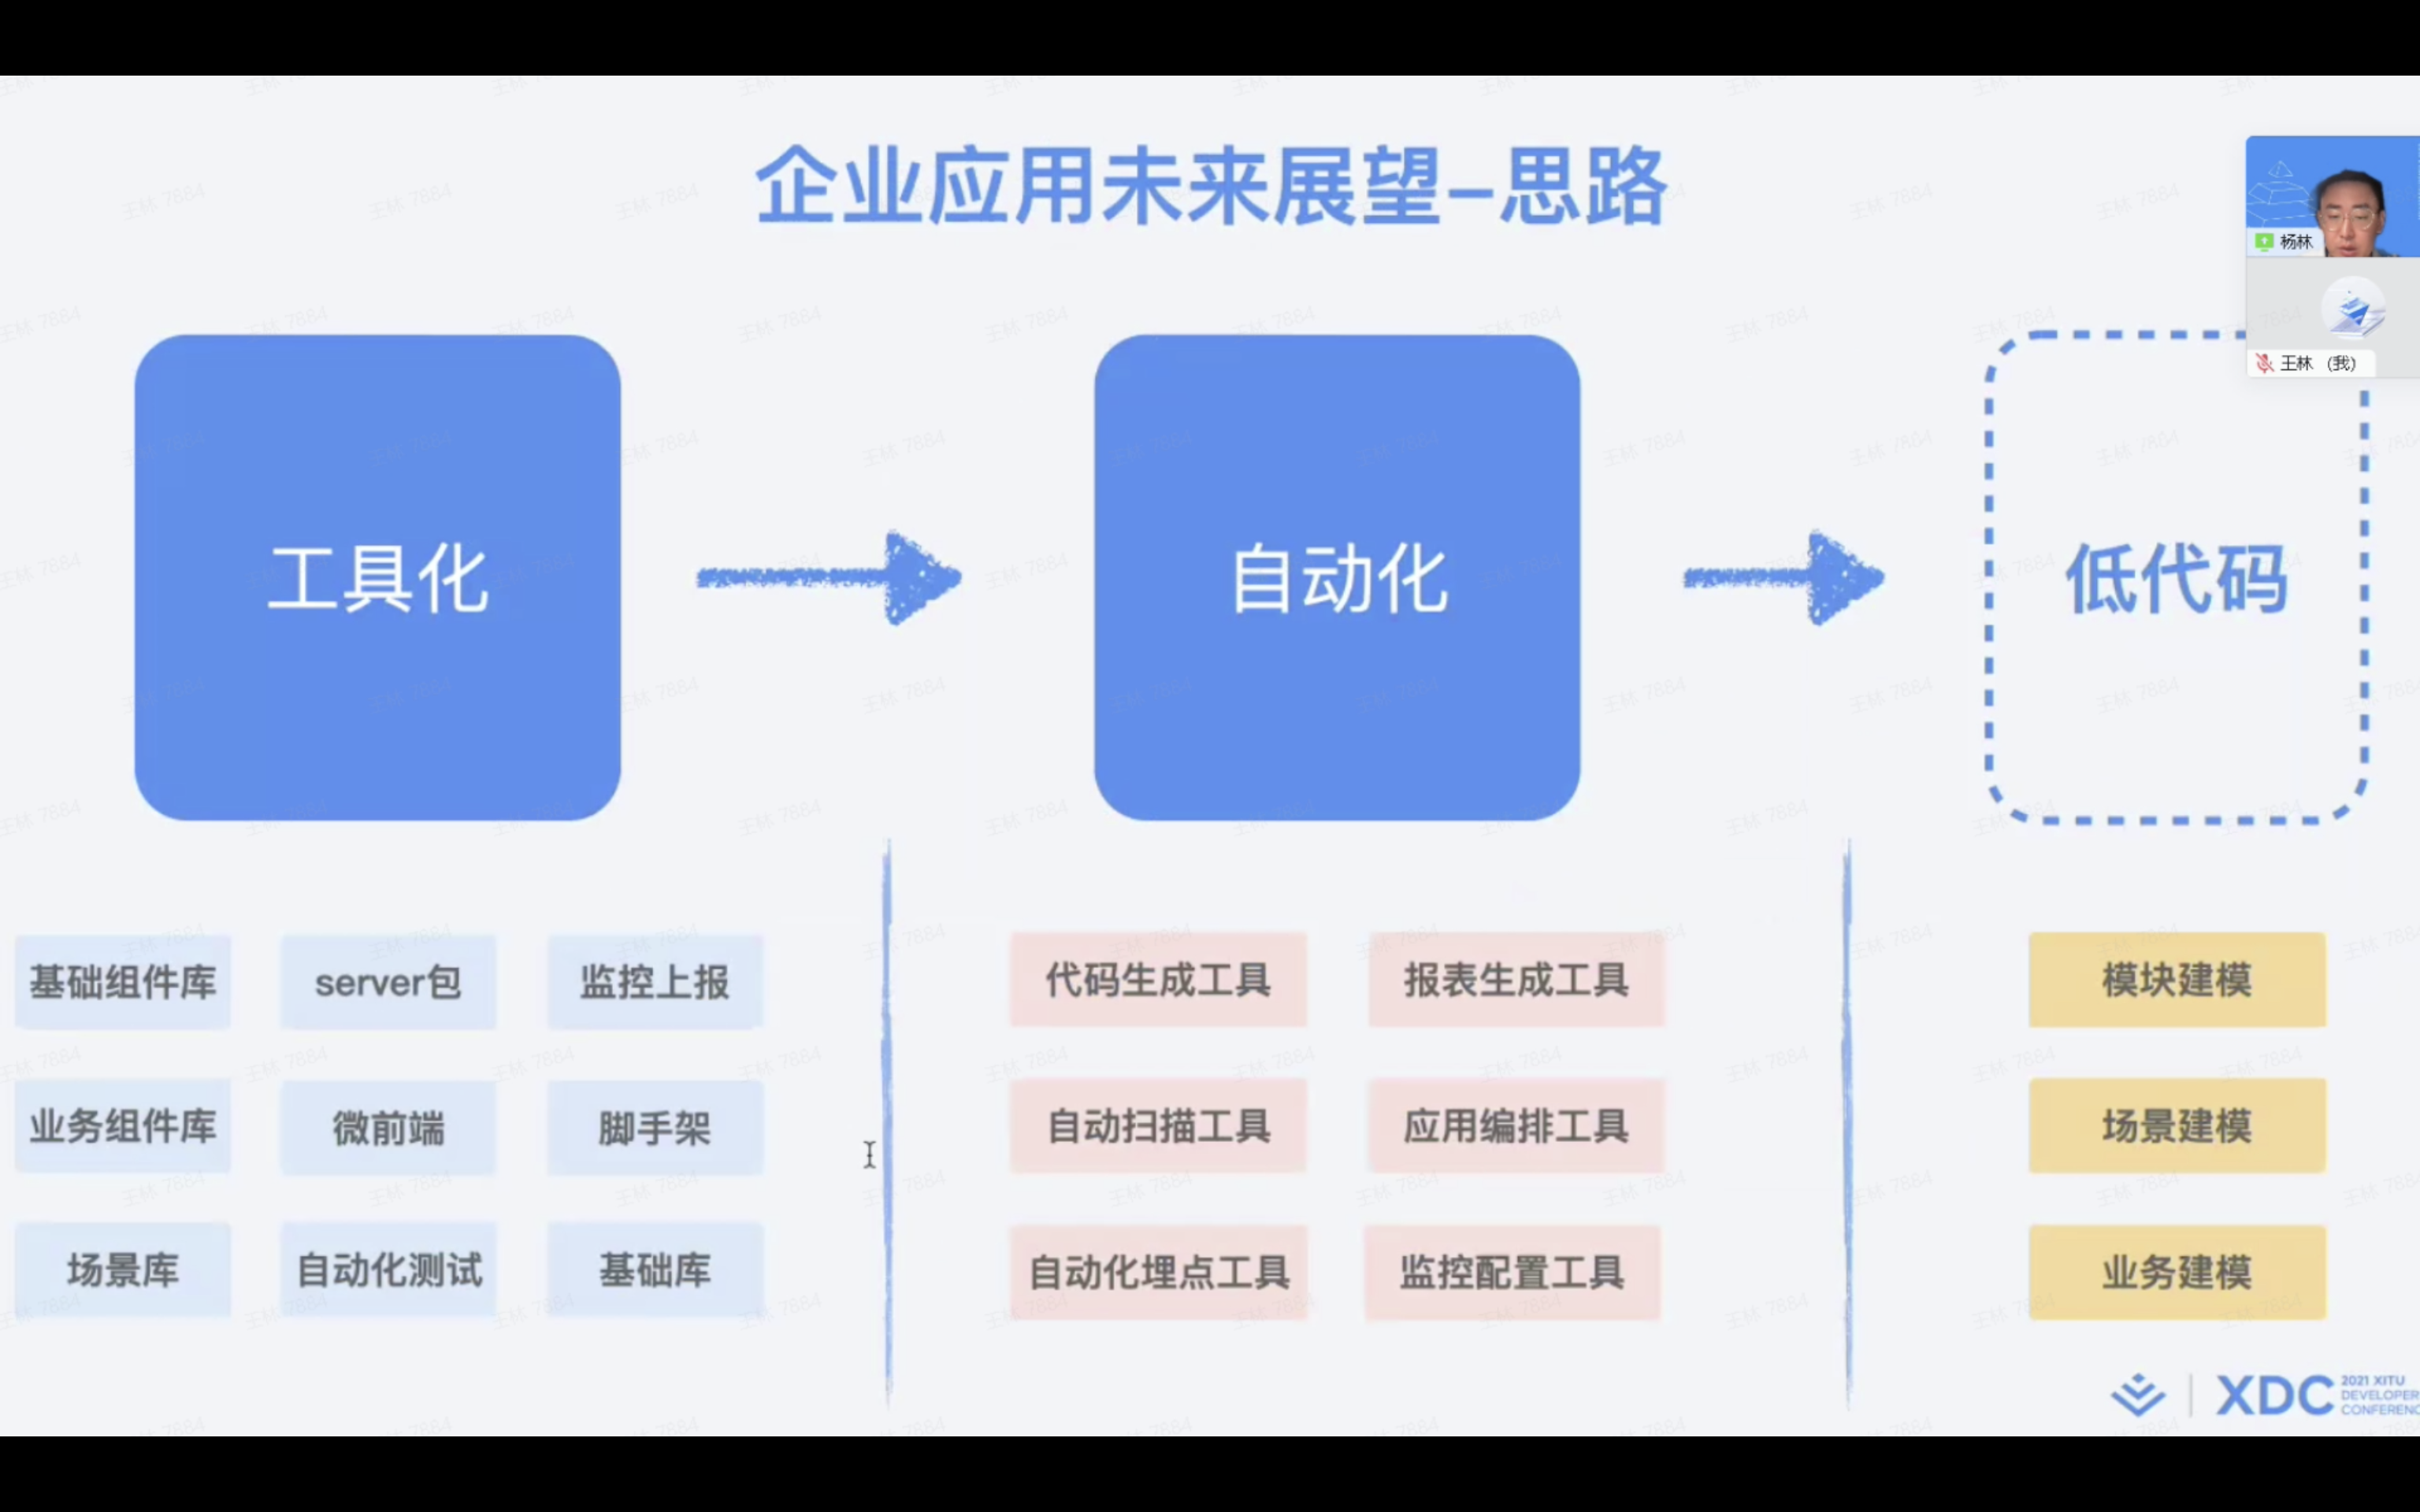 企业应用未来展望-思路
杨林
王林 (我)
工具化
自动化
低代码
基础组件库 server包 监控上报
业务组件库 微前端 脚手架
场景库 自动化测试 基础库
代码生成工具 报表生成工具
自动扫描工具 应用编排工具
自动化埋点工具 监控配置工具
模块建模
场景建模
业务建模
XDC
2021 XITU
DEVELOPER
CONFERENC
王林 7884